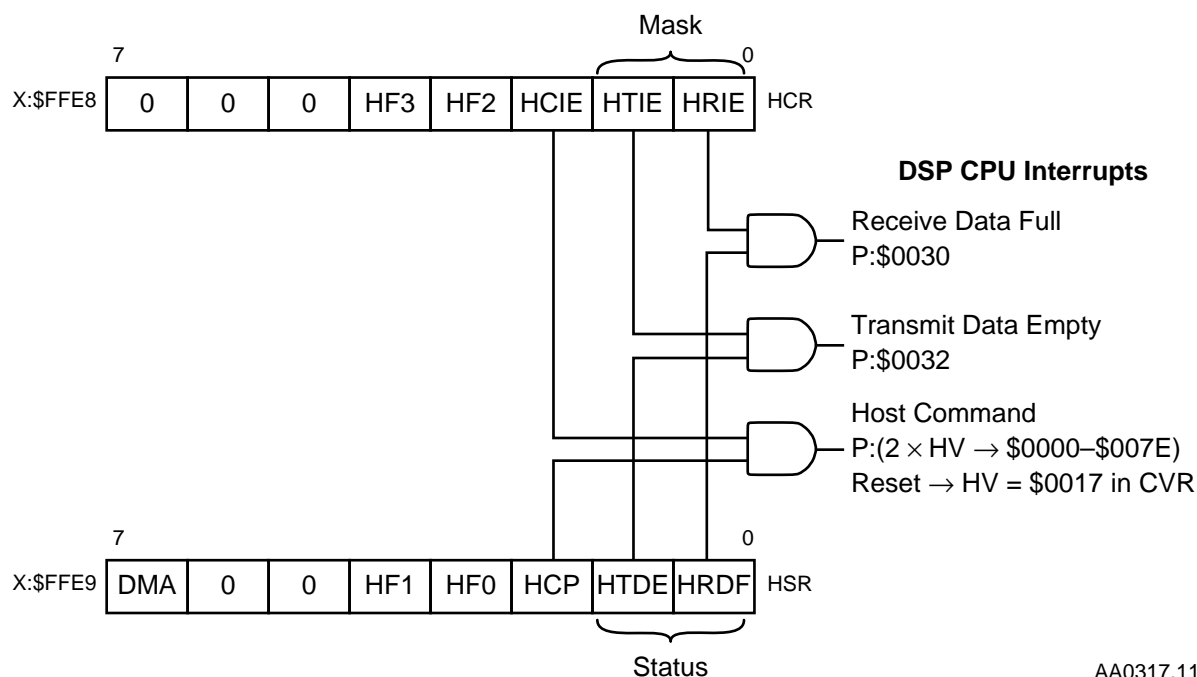 Mask
7 0
X:$FFE8 0 0 0 HF3 HF2 HCIE HTIE HRIE HCR
DSP CPU Interrupts
Receive Data Full
P:$0030
Transmit Data Empty
P:$0032
Host Command
P:(2 × HV → $0000–$007E)
Reset → HV = $0017 in CVR
7 0
X:$FFE9 DMA 0 0 HF1 HF0 HCP HTDE HRDF HSR
Status
AA0317.11